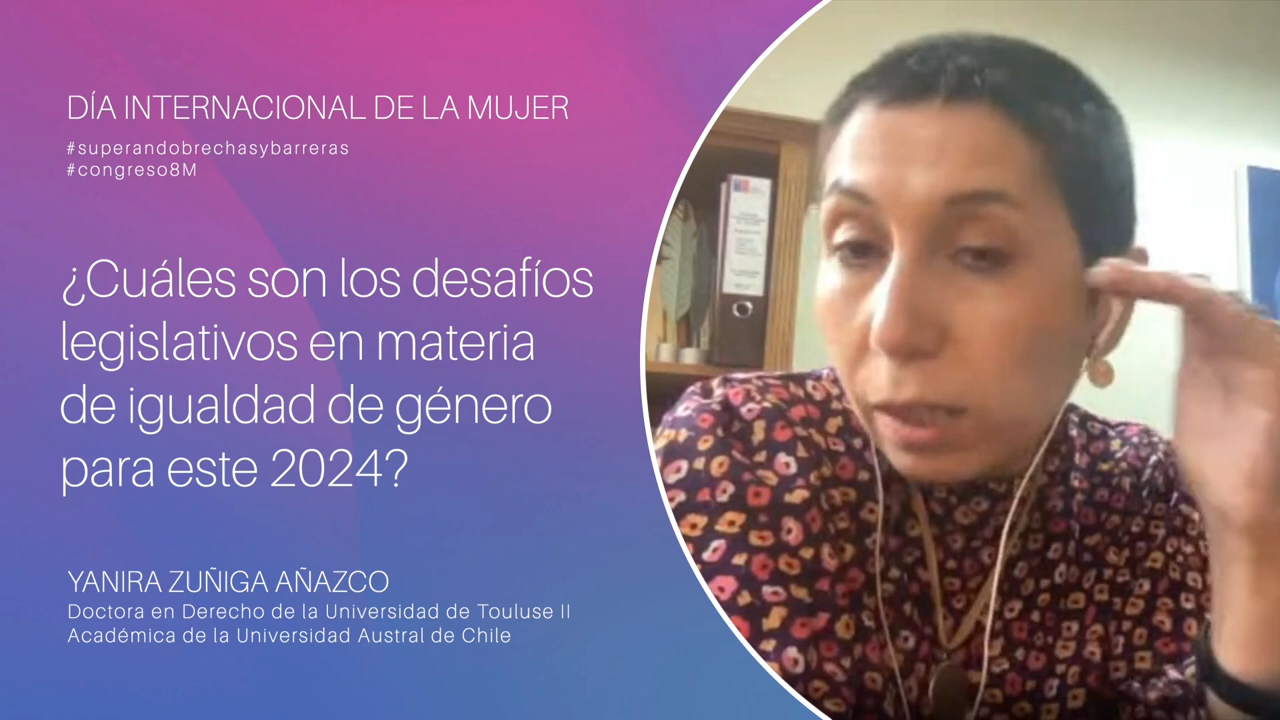 DÍA INTERNACIONAL DE LA MUJER
#superandobrechasybarreras
#congreso8M
¿Cuáles son los desafíos
legislativos en materia
de igualdad de género
para este 2024?
YANIRA ZUÑIGA AÑAZCO
Doctora en Derecho de la Universidad de Touluse II
Académica de la Universidad Austral de Chile